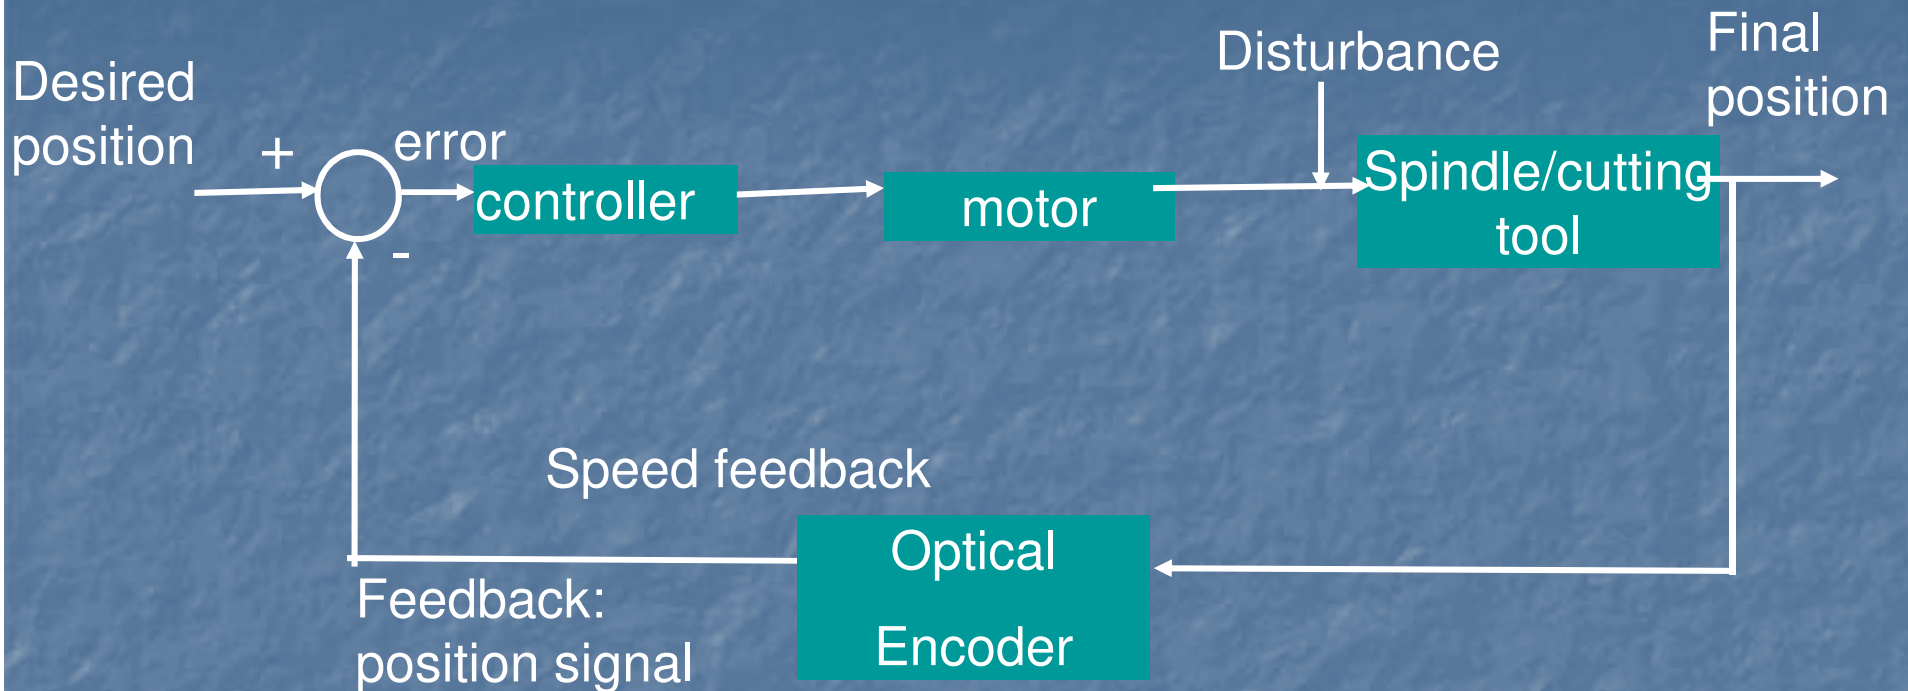 Desired
position
+
error
-
controller
motor
Disturbance
Spindle/cutting
tool
Final
position
Speed feedback
Optical
Encoder
Feedback:
position signal